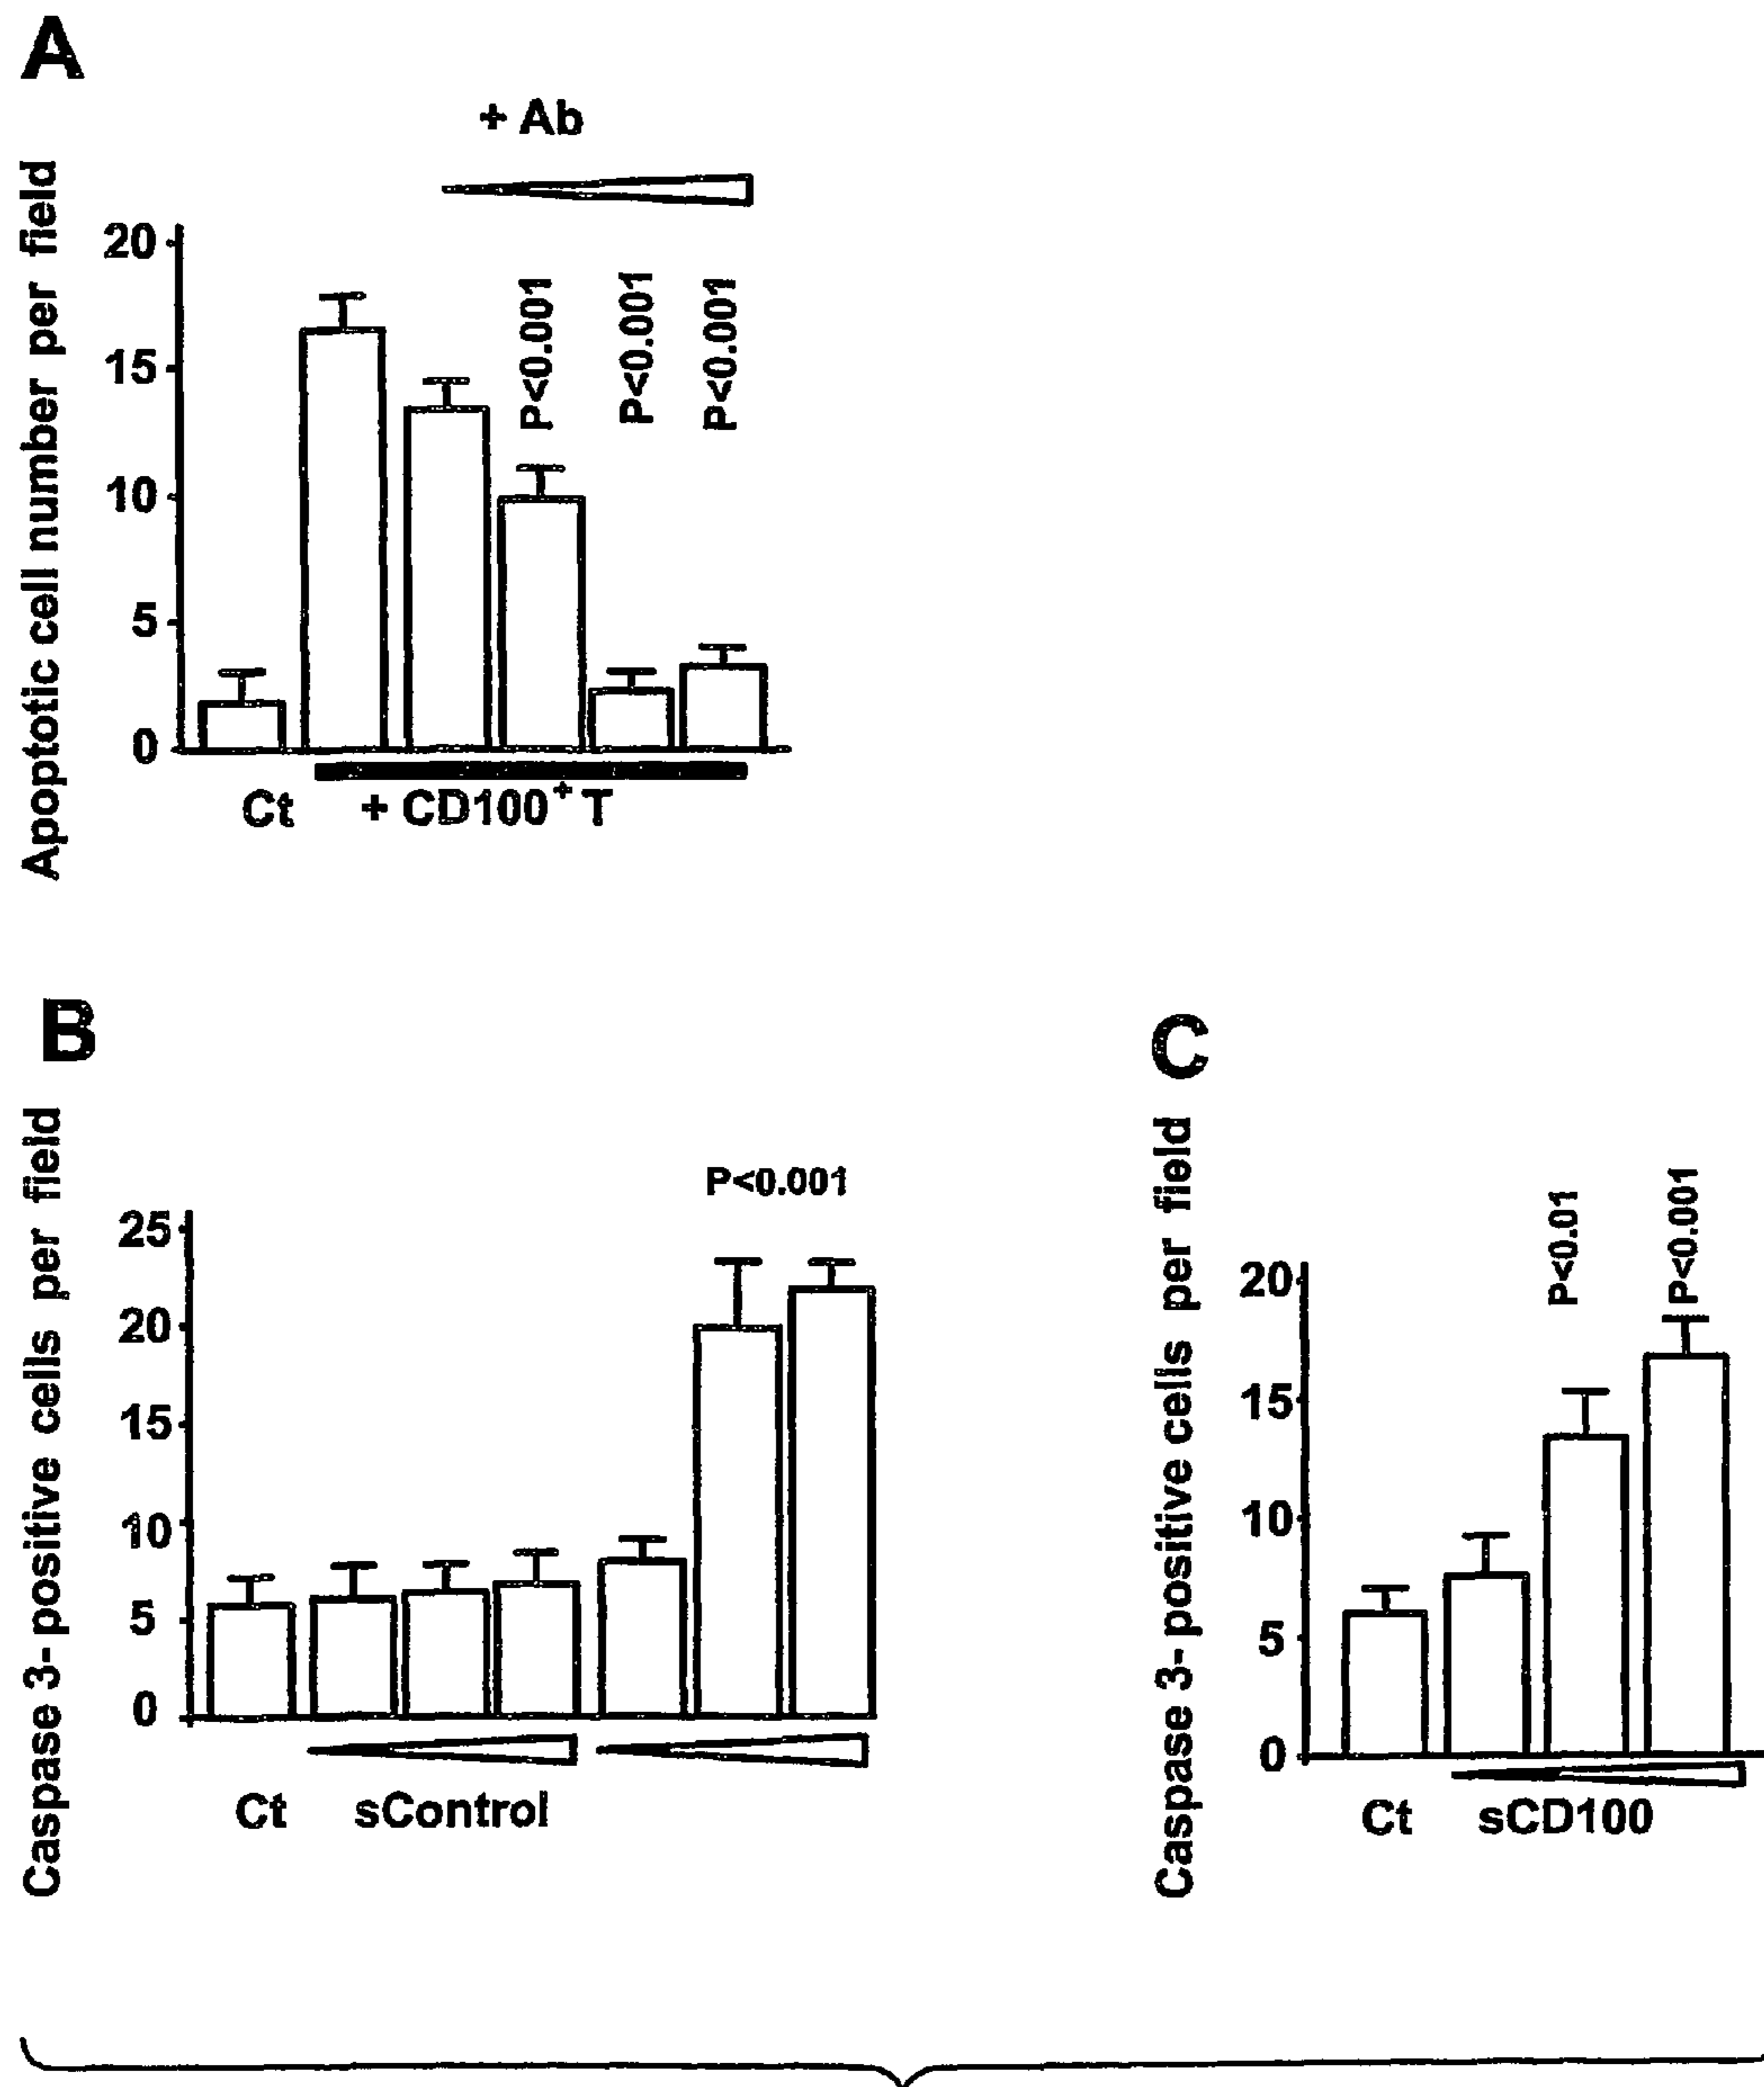 A
+ Ab
Apoptotic cell number per field
20
15
10
5
0
P<0.001
P<0.001
P<0.001
Ct
+ CD100+ T
B
Caspase 3-positive cells per field
25
20
15
10
5
0
P<0.001
Ct
sControl
C
Caspase 3-positive cells per field
20
15
10
5
0
P<0.01
P<0.001
Ct
sCD100